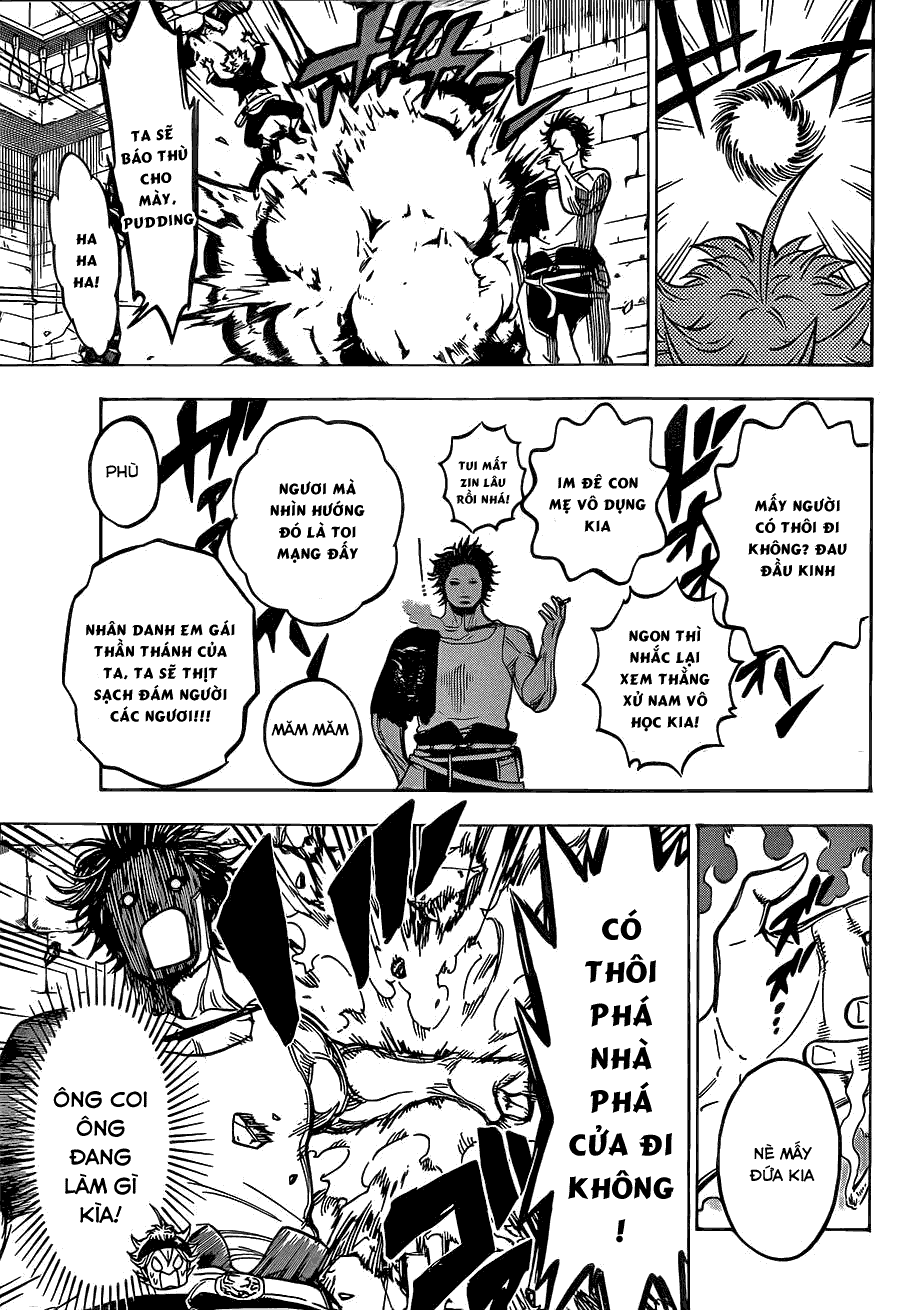 TA SẼ
BÁO THÙ
CHO
MÀY,
PUDDING
HA
HA
HA!
MẤY NGƯỜI
CÓ THÔI ĐI
KHÔNG? ĐAU
ĐẦU KINH
IM ĐÊ CON
MẸ VÔ DỤNG
KIA
NGON THÌ
NHẮC LẠI
XEM THẰNG
XỬ NAM VÔ
HỌC KIA!
TUI MẤT
ZIN LÂU
RỒI NHÁ!
NGƯƠI MÀ
NHÌN HƯỚNG
ĐÓ LÀ TOI
MẠNG ĐẤY
MĂM MĂM
PHÙ
NHÂN DANH EM GÁI
THẦN THÁNH CỦA
TA, TA SẼ THỊT
SẠCH ĐÁM NGƯỜI
CÁC NGƯƠI!!!
NÈ MẤY
ĐỨA KIA
CÓ
THÔI
PHÁ
NHÀ
PHÁ
CỬA ĐI
KHÔNG
!
ÔNG COI
ÔNG
ĐANG
LÀM GÌ
KÌA!